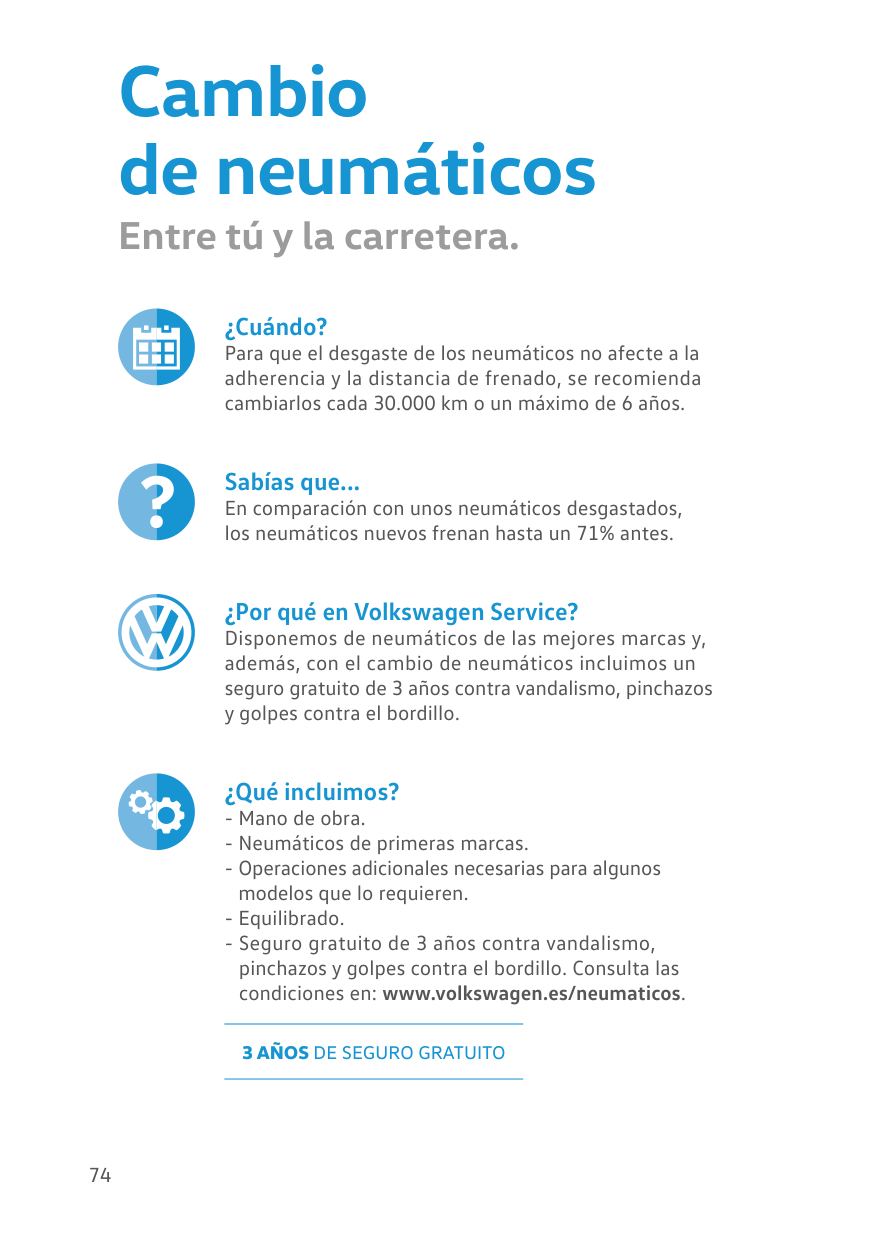 Cambio
de neumáticos
Entre tú y la carretera.
¿Cuándo?
Para que el desgaste de los neumáticos no afecte a la
adherencia y la distancia de frenado, se recomienda
cambiarlos cada 30.000 km o un máximo de 6 años.
?
Sabías que...
En comparación con unos neumáticos desgastados,
los neumáticos nuevos frenan hasta un 71% antes.
¿Por qué en Volkswagen Service?
Disponemos de neumáticos de las mejores marcas y,
además, con el cambio de neumáticos incluimos un
seguro gratuito de 3 años contra vandalismo, pinchazos
y golpes contra el bordillo.
¿Qué incluimos?
- Mano de obra.
- Neumáticos de primeras marcas.
- Operaciones adicionales necesarias para algunos
modelos que lo requieren.
- Equilibrado.
- Seguro gratuito de 3 años contra vandalismo,
pinchazos y golpes contra el bordillo. Consulta las
condiciones en: www.volkswagen.es/neumaticos.
3 AÑOS DE SEGURO GRATUITO
74